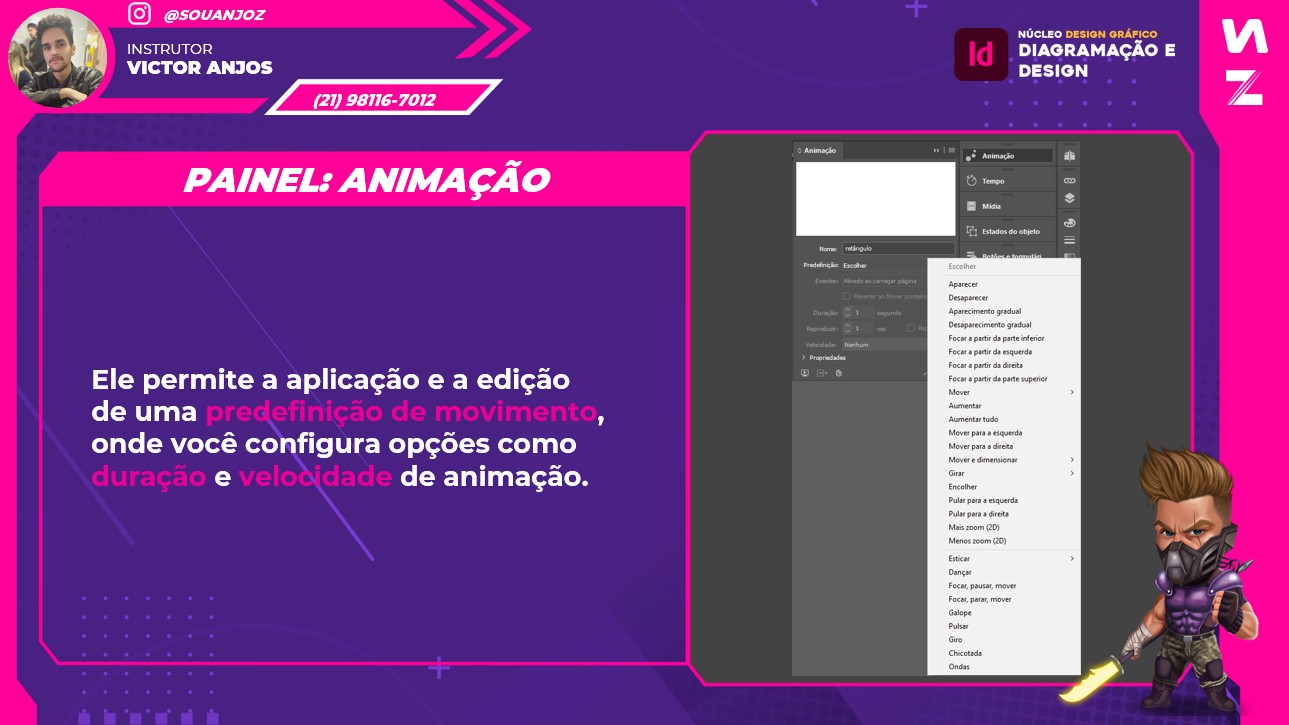 @SOUANJOZ
INSTRUTOR
VICTOR ANJOS
(21) 98116-7012
NÚCLEO DESIGN GRÁFICO
Id
DIAGRAMAÇÃO E
DESIGN
PAINEL: ANIMAÇÃO
Ele permite a aplicação e a edição
de uma predefinição de movimento,
onde você configura opções como
duração e velocidade de animação.
Animação
Nome: retângulo
Predefinição: Escolher
Eventos: Ativado ao carregar página
Reverter ao Mover ponteiro
Duração: 1 segundo
Reproduzir: 1 vez
Velocidade: Nenhum
Propriedades
Animação
Tempo
Mídia
Estados do objeto
Escolher
Aparecer
Desaparecer
Aparecimento gradual
Desaparecimento gradual
Focar a partir da parte inferior
Focar a partir da esquerda
Focar a partir da direita
Focar a partir da parte superior
Mover
Aumentar
Aumentar tudo
Mover para a esquerda
Mover para a direita
Mover e dimensionar
Girar
Encolher
Pular para a esquerda
Pular para a direita
Mais zoom (2D)
Menos zoom (2D)
Esticar
Dançar
Focar, pausar, mover
Focar, parar, mover
Galope
Pulsar
Giro
Chicotada
Ondas